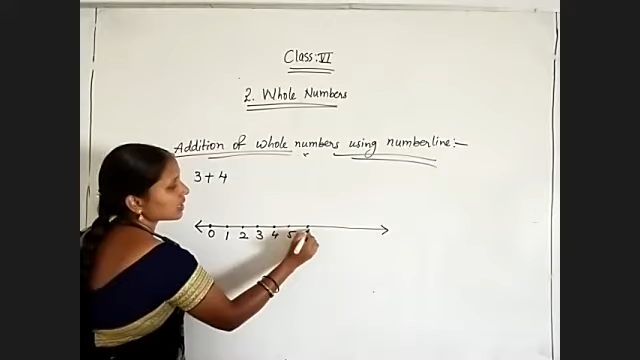 Class: VI
2. Whole Numbers
Addition of whole numbers using numberline:-
3+4
0 1 2 3 4 5